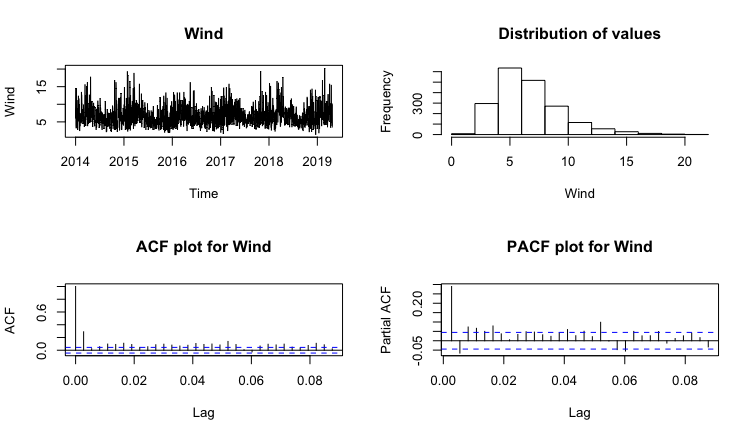 Wind
Wind
5
15
2014 2015 2016 2017 2018 2019
Time
Distribution of values
Frequency
0
300
0 5 10 15 20
Wind
ACF plot for Wind
ACF
0.0
0.6
0.00 0.02 0.04 0.06 0.08
Lag
PACF plot for Wind
Partial ACF
-0.05
0.20
0.00 0.02 0.04 0.06 0.08
Lag